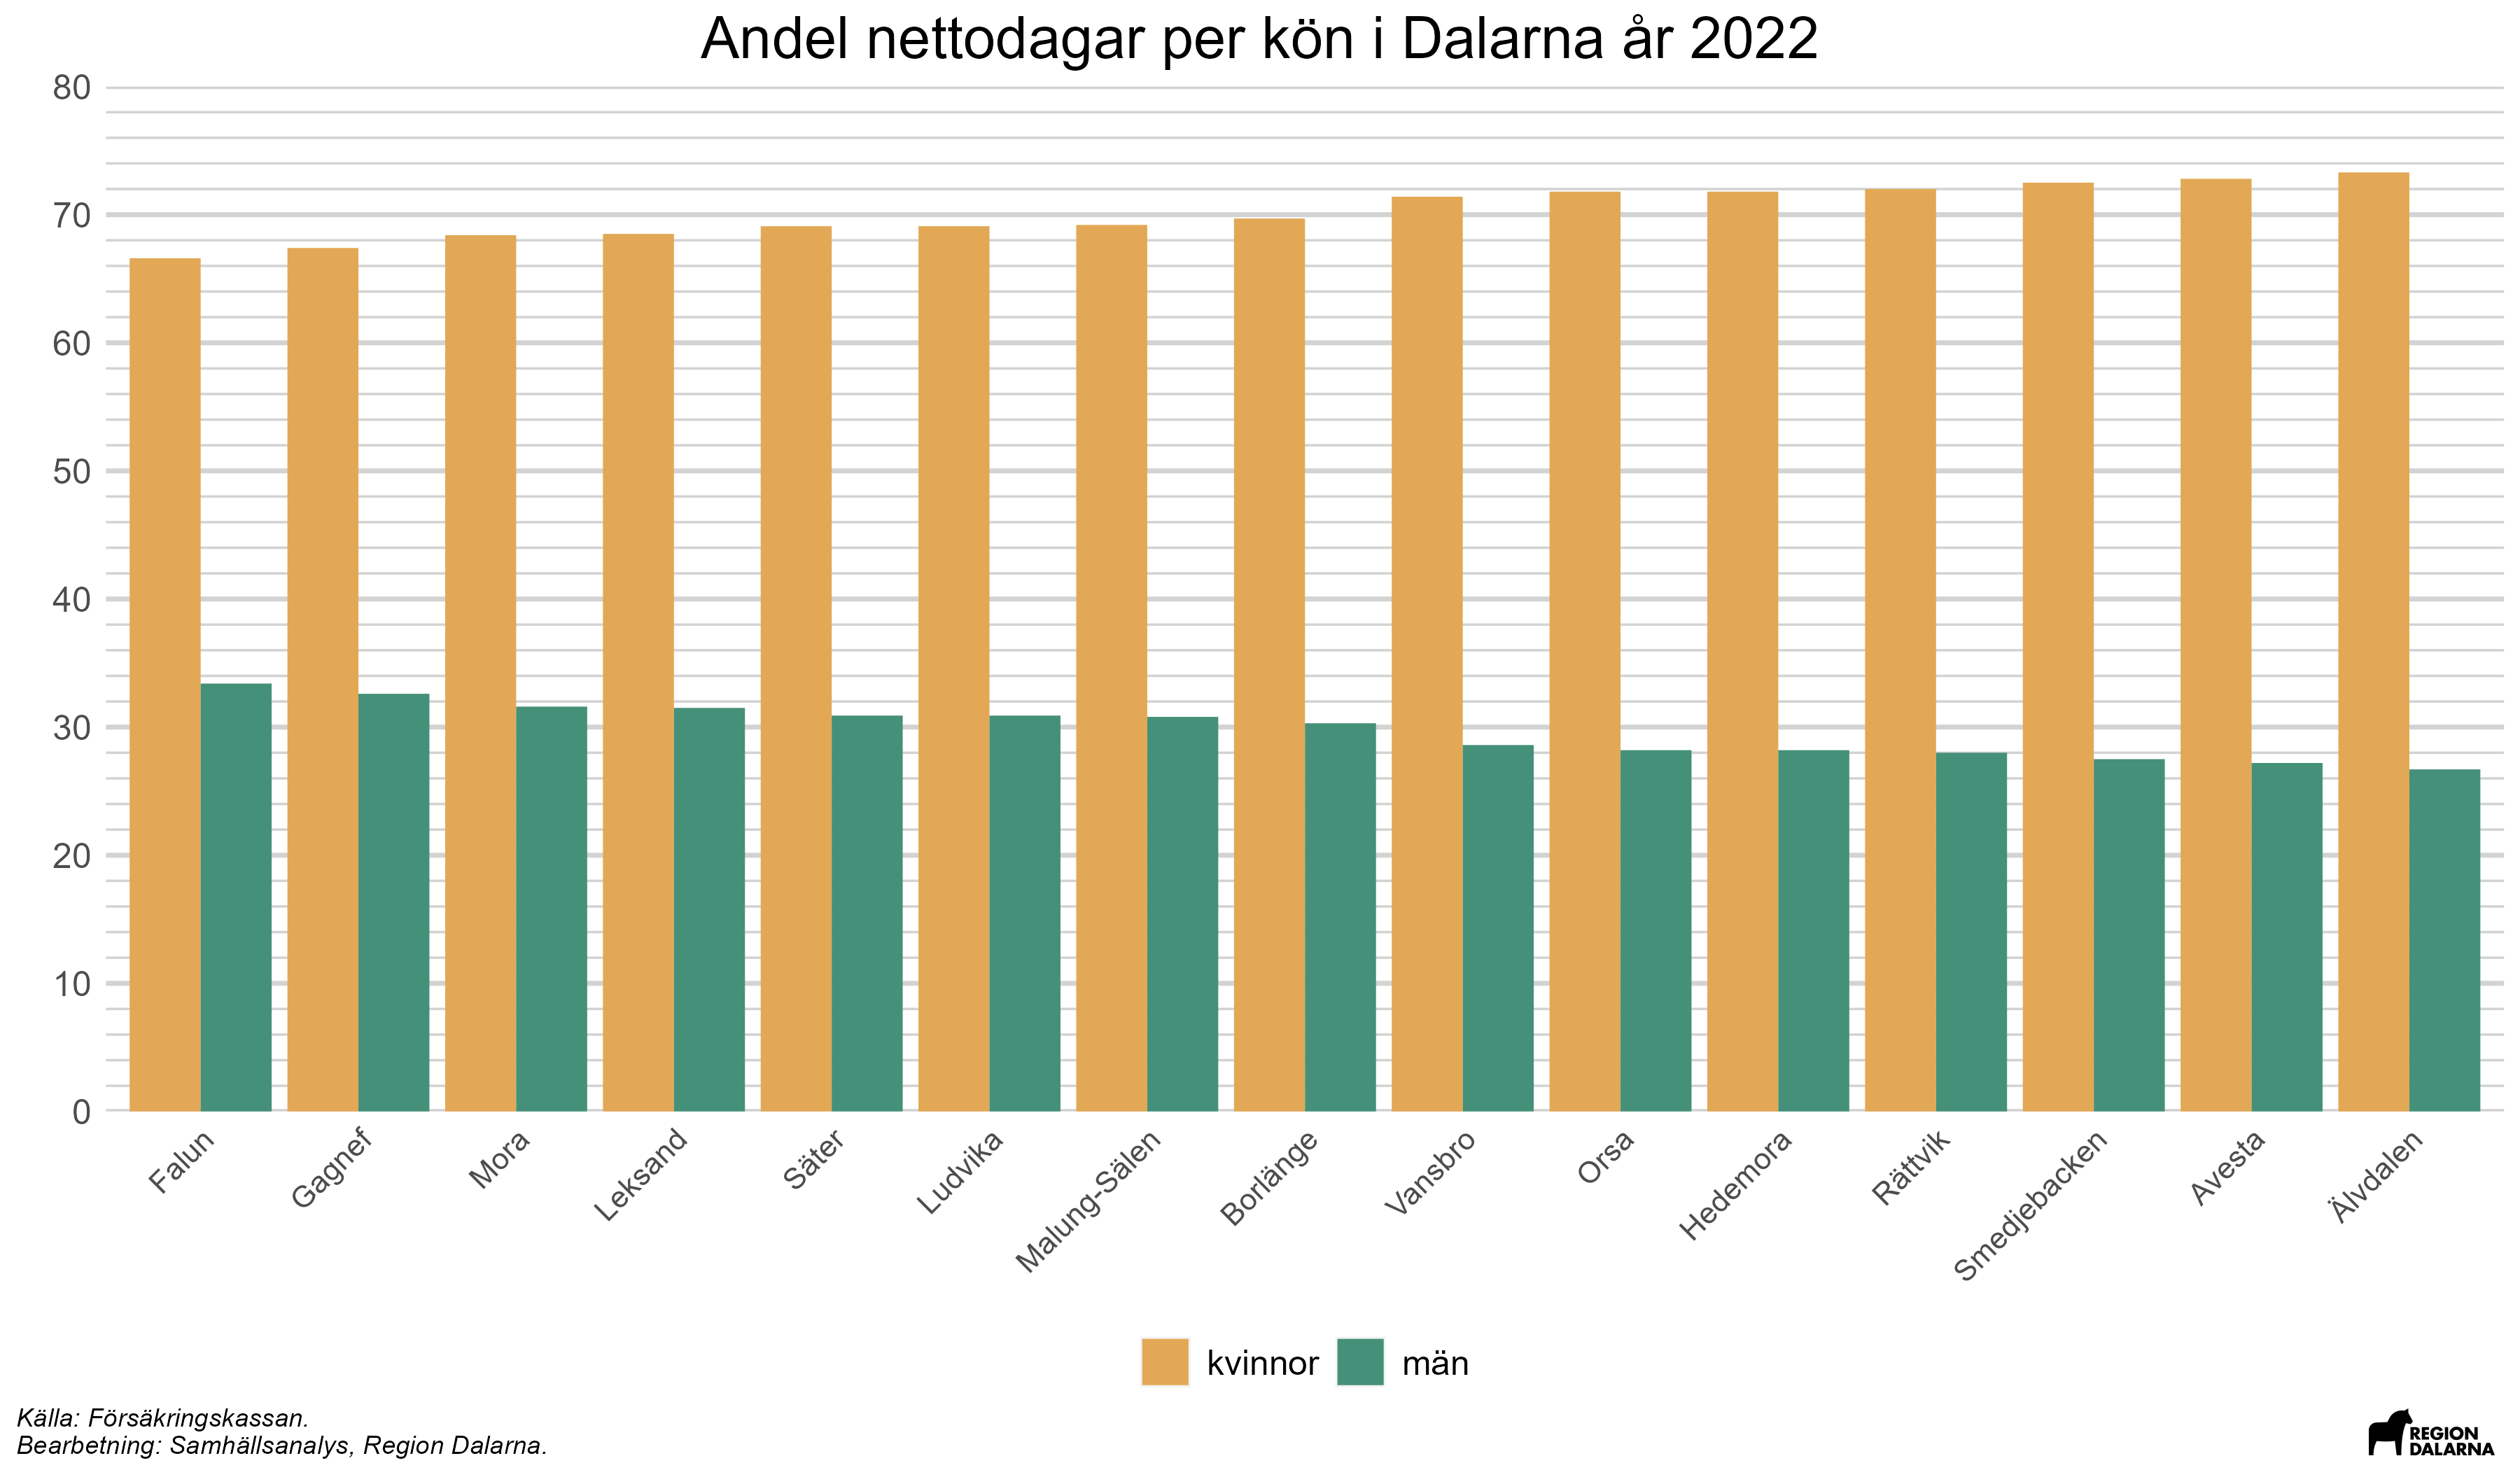 Andel nettodagar per kön i Dalarna år 2022
80
70
60
50
40
30
20
10
0
Falun
Gagnef
Mora
Leksand
Säter
Ludvika
Malung-Sälen
Borlänge
Vansbro
Orsa
Hedemora
Rättvik
Smedjebacken
Avesta
Älvdalen
kvinnor
män
Källa: Försäkringskassan.
Bearbetning: Samhällsanalys, Region Dalarna.
REGION
DALARNA